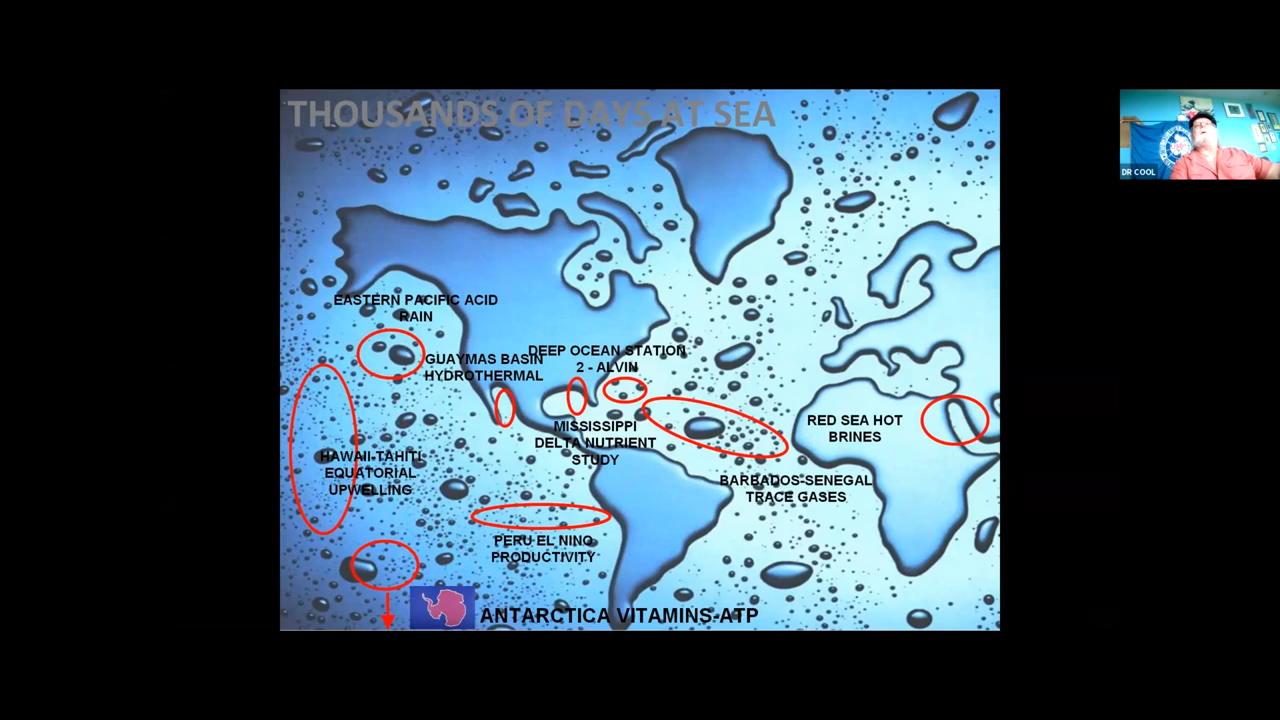 THOUSANDS OF DAYS AT SEA
DR COOL
EASTERN PACIFIC ACID
RAIN
GUAYMAS BASIN
HYDROTHERMAL
DEEP OCEAN STATION
2 - ALVIN
MISSISSIPPI
DELTA NUTRIENT
STUDY
RED SEA HOT
BRINES
HAWAII-TAHITI
EQUATORIAL
UPWELLING
BARBADOS-SENEGAL
TRACE GASES
PERU EL NINO
PRODUCTIVITY
ANTARCTICA VITAMINS-ATP